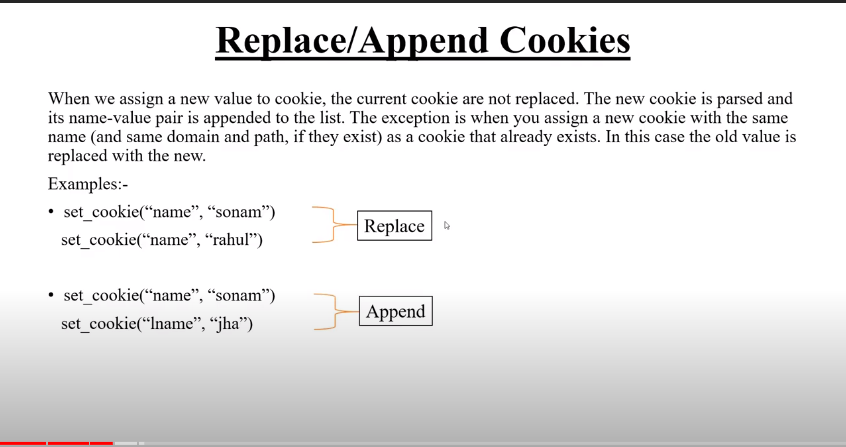 Replace/Append Cookies
When we assign a new value to cookie, the current cookie are not replaced. The new cookie is parsed and
its name-value pair is appended to the list. The exception is when you assign a new cookie with the same
name (and same domain and path, if they exist) as a cookie that already exists. In this case the old value is
replaced with the new.
Examples:-
• set_cookie(“name”, “sonam”)
set_cookie(“name”, “rahul”)
Replace
• set_cookie(“name”, “sonam”)
set_cookie(“lname”, “jha”)
Append